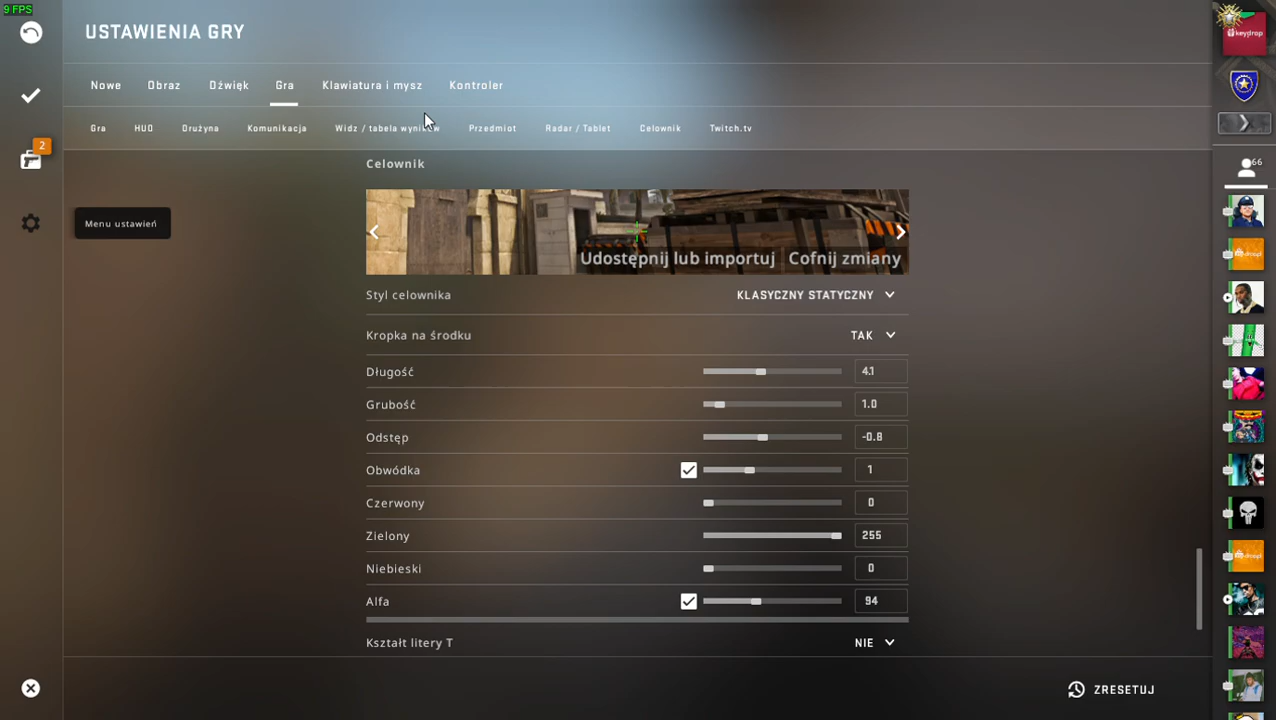 9 FPS
USTAWIENIA GRY
keydrop
Nowe Obraz Dźwięk Gra Klawiatura i mysz Kontroler
Gra HUD Drużyna Komunikacja Widz / tabela wyników Przedmiot Radar / Tablet Celownik Twitch.tv
2
66
Celownik
Menu ustawień
Udostępnij lub importuj Cofnij zmiany
Styl celownika KLASYCZNY STATYCZNY
Kropka na środku TAK
Długość 4.1
Grubość 1.0
Odstęp -0.8
Obwódka 1
Czerwony 0
Zielony 255
Niebieski 0
Alfa 94
Kształt litery T NIE
ZRESETUJ